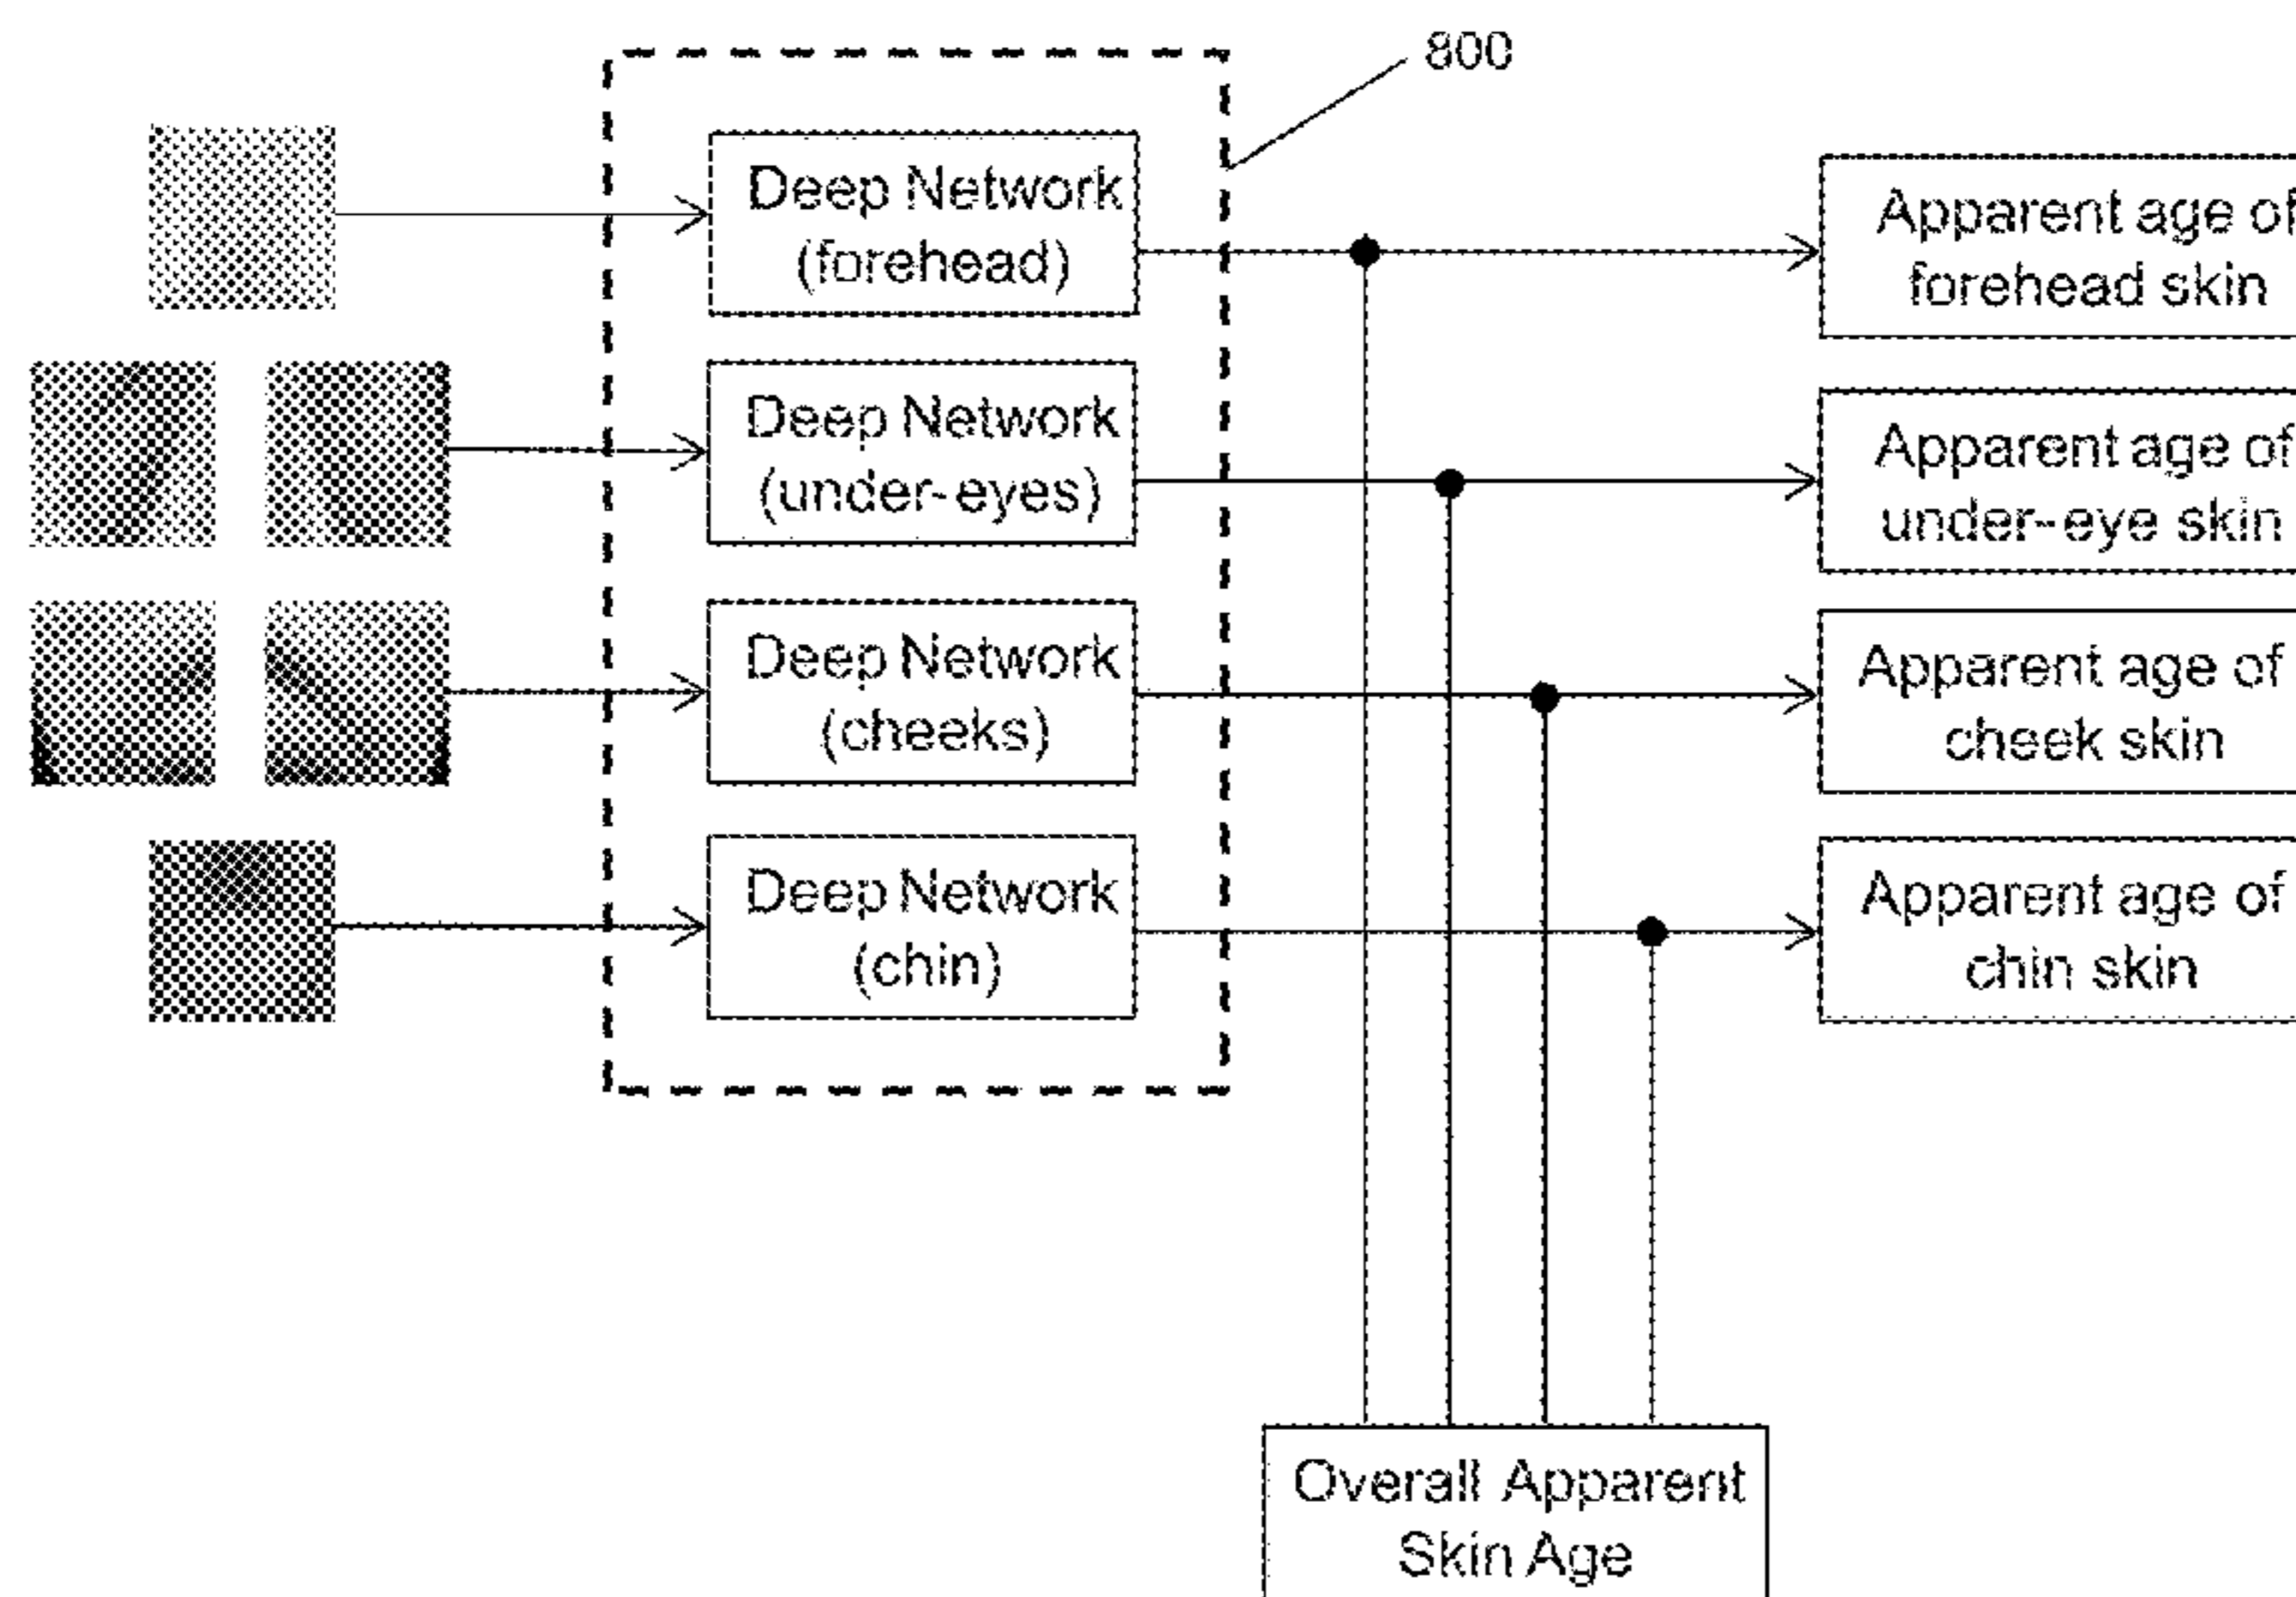 800
Deep Network
(forehead)
Apparent age of
forehead skin
Deep Network
(under-eyes)
Apparent age of
under-eye skin
Deep Network
(cheeks)
Apparent age of
cheek skin
Deep Network
(chin)
Apparent age of
chin skin
Overall Apparent
Skin Age